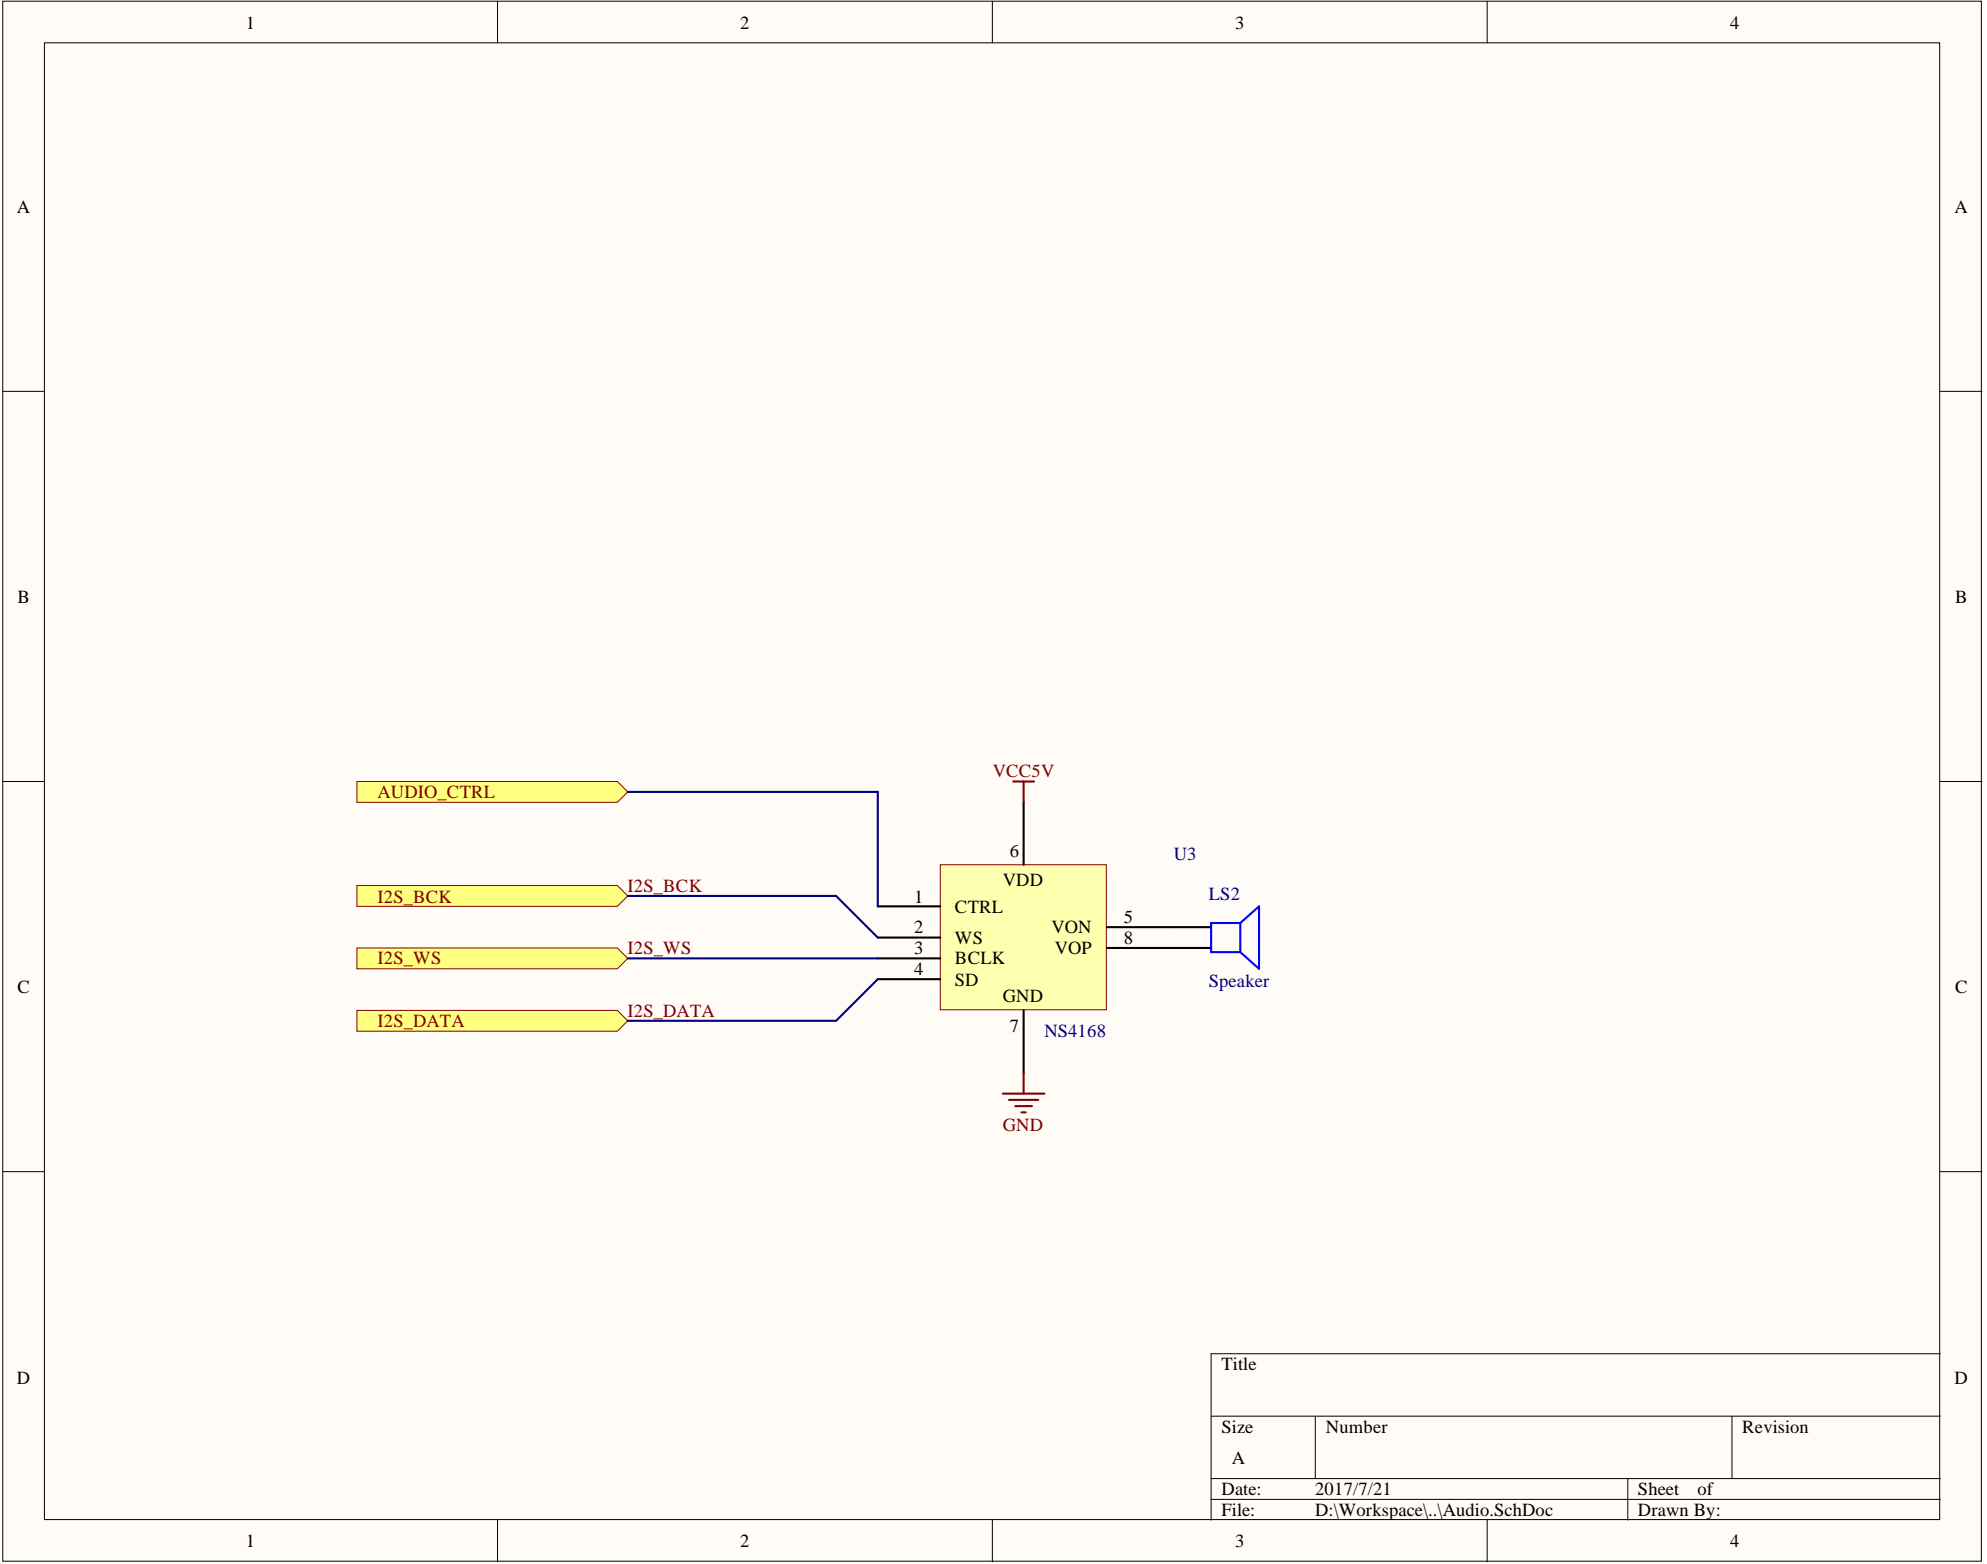 1 2 3 4
A A
B B
VCC5V
AUDIO_CTRL
6
U3
VDD
I2S_BCK I2S_BCK
LS2
1 CTRL
2 WS
VON 5
I2S_WS I2S_WS
3 BCLK
VOP 8
4 SD
Speaker
C C
GND
I2S_DATA I2S_DATA
7 NS4168
GND
Title
D D
Size Number Revision
A
Date: 2017/7/21 Sheet of
File: D:\Workspace\..\Audio.SchDoc Drawn By:
1 2 3 4